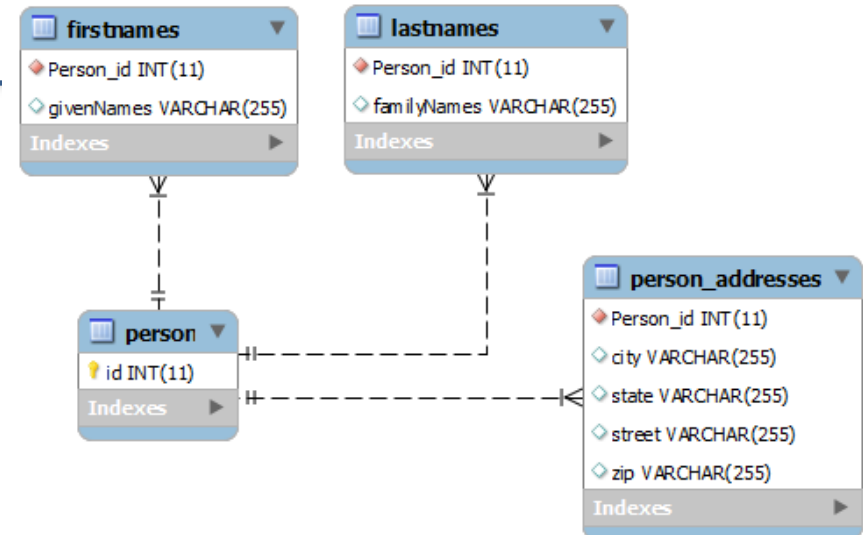 firstnames
Person_id INT(11)
givenNames VARCHAR(255)
Indexes
lastnames
Person_id INT(11)
familyNames VARCHAR(255)
Indexes
person
id INT(11)
Indexes
person_addresses
Person_id INT(11)
city VARCHAR(255)
state VARCHAR(255)
street VARCHAR(255)
zip VARCHAR(255)
Indexes